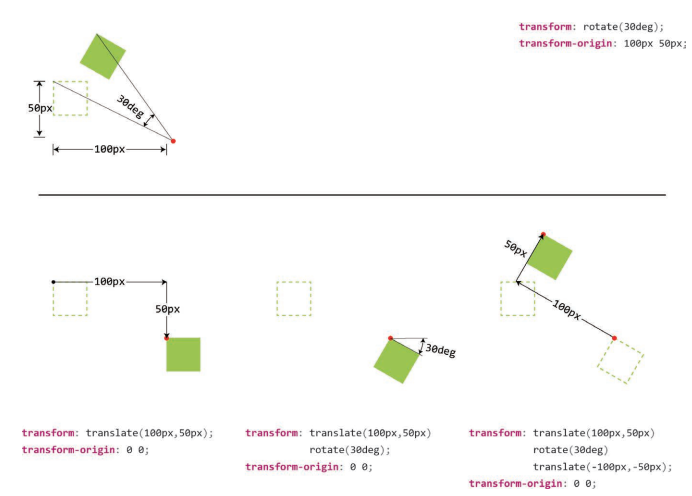 transform: rotate(30deg);
transform-origin: 100px 50px;
50px
30deg
100px
100px
50px
30deg
50px
100px
transform: translate(100px,50px);
transform-origin: 0 0;
transform: translate(100px,50px)
rotate(30deg);
transform-origin: 0 0;
transform: translate(100px,50px)
rotate(30deg)
translate(-100px,-50px);
transform-origin: 0 0;